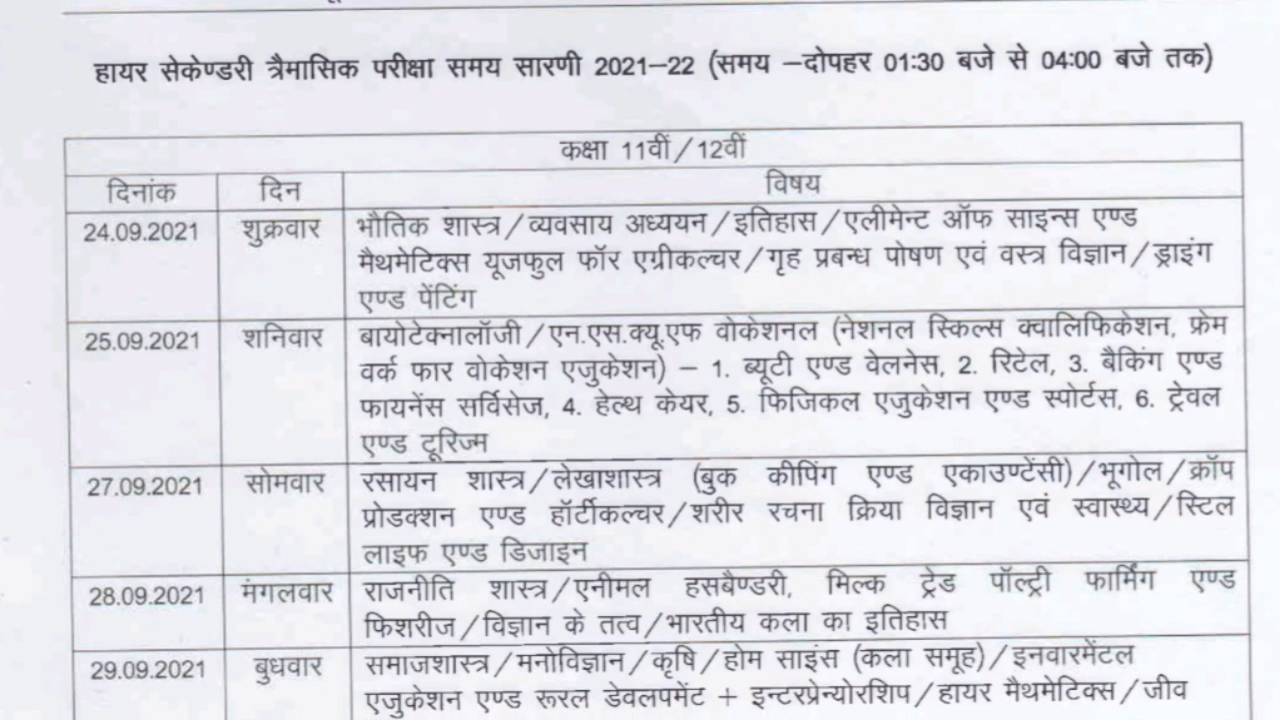 हायर सेकेण्डरी त्रैमासिक परीक्षा समय सारणी 2021–22 (समय –दोपहर 01:30 बजे से 04:00 बजे तक)
कक्षा 11वीं/12वीं
दिनांक दिन विषय
24.09.2021 शुक्रवार भौतिक शास्त्र/व्यवसाय अध्ययन/इतिहास/एलीमेन्ट ऑफ साइन्स एण्ड
मैथमेटिक्स यूजफुल फॉर एग्रीकल्चर/गृह प्रबन्ध पोषण एवं वस्त्र विज्ञान/ड्राइंग
एण्ड पेंटिंग
25.09.2021 शनिवार बायोटेक्नालॉजी/एन.एस.क्यू.एफ वोकेशनल (नेशनल स्किल्स क्वालिफिकेशन, फ्रेम
वर्क फार वोकेशन एजुकेशन) – 1. ब्यूटी एण्ड वेलनेस, 2. रिटेल, 3. बैकिंग एण्ड
फायनेंस सर्विसेज, 4. हेल्थ केयर, 5. फिजिकल एजुकेशन एण्ड स्पोर्टस, 6. ट्रेवल
एण्ड टूरिज्म
27.09.2021 सोमवार रसायन शास्त्र/लेखाशास्त्र (बुक कीपिंग एण्ड एकाउण्टेंसी)/भूगोल/क्रॉप
प्रोडक्शन एण्ड हॉर्टीकल्चर/शरीर रचना क्रिया विज्ञान एवं स्वास्थ्य/स्टिल
लाइफ एण्ड डिजाइन
28.09.2021 मंगलवार राजनीति शास्त्र/एनीमल हसबैण्डरी, मिल्क ट्रेड पॉल्ट्री फार्मिंग एण्ड
फिशरीज/विज्ञान के तत्व/भारतीय कला का इतिहास
29.09.2021 बुधवार समाजशास्त्र/मनोविज्ञान/कृषि/होम साइंस (कला समूह)/इनवारमेंटल
एजुकेशन एण्ड रूरल डेवलपमेंट + इन्टरप्रेन्योरशिप/हायर मैथमेटिक्स/जीव